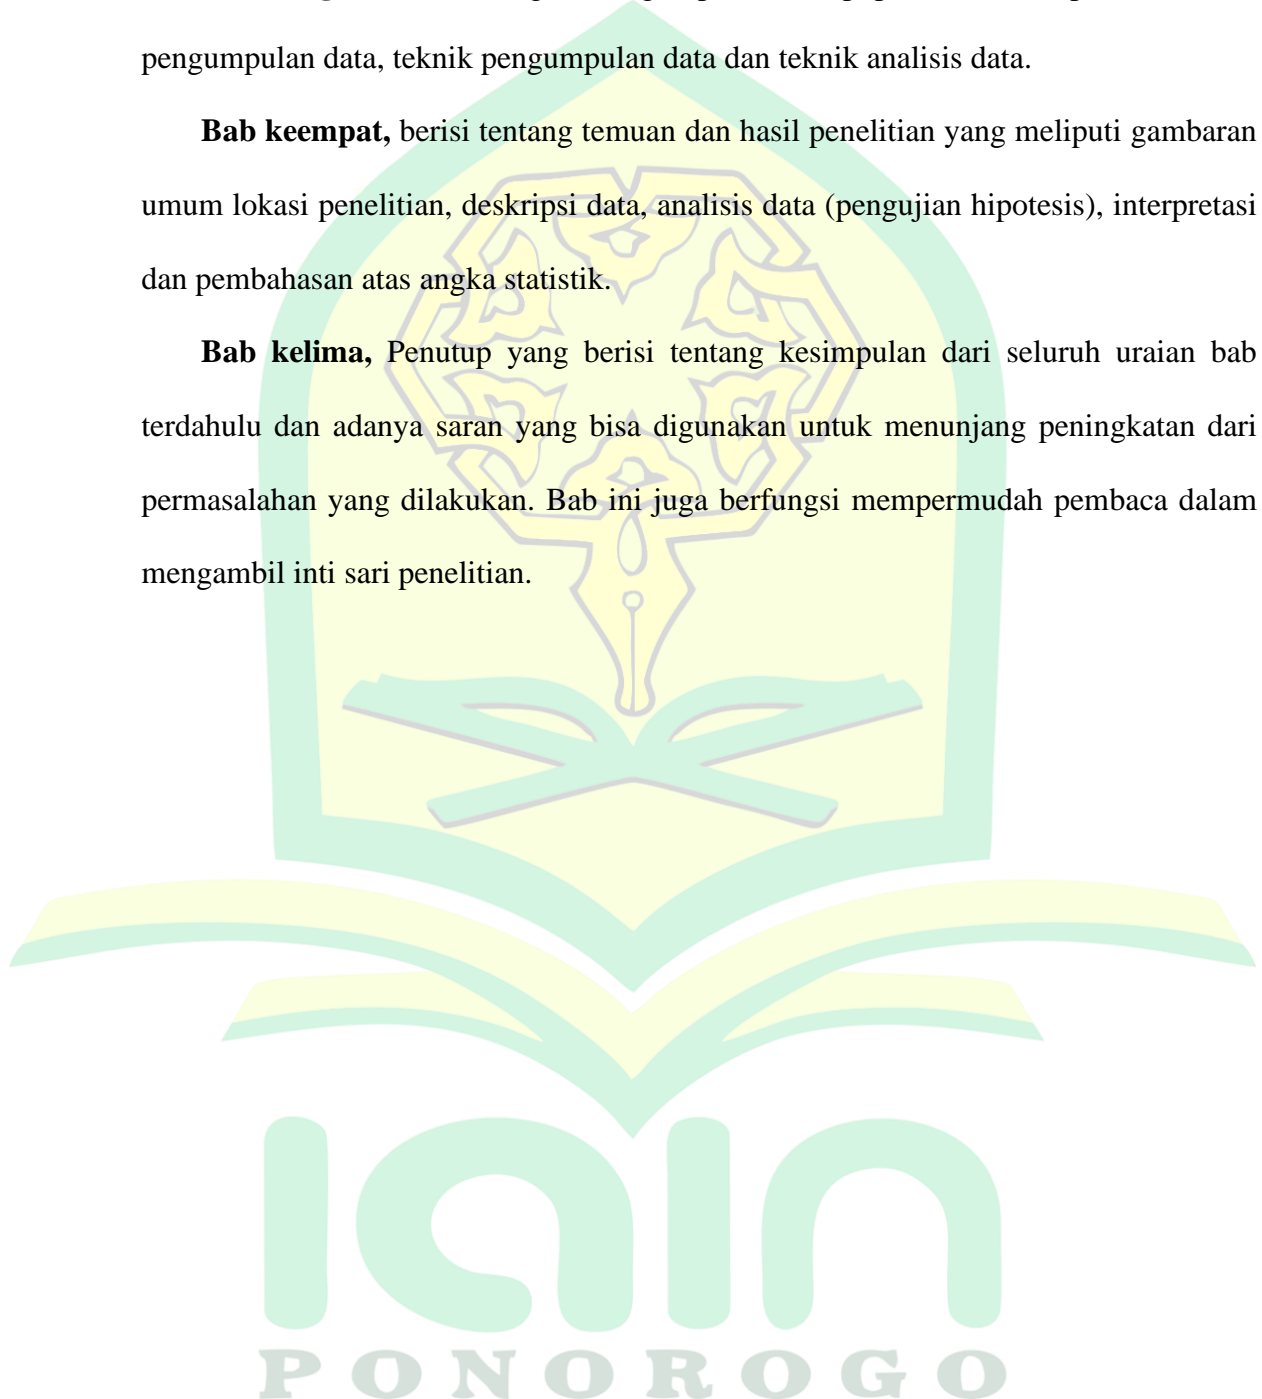 pengumpulan data, teknik pengumpulan data dan teknik analisis data.
Bab keempat, berisi tentang temuan dan hasil penelitian yang meliputi gambaran
umum lokasi penelitian, deskripsi data, analisis data (pengujian hipotesis), interpretasi
dan pembahasan atas angka statistik.
Bab kelima, Penutup yang berisi tentang kesimpulan dari seluruh uraian bab
terdahulu dan adanya saran yang bisa digunakan untuk menunjang peningkatan dari
permasalahan yang dilakukan. Bab ini juga berfungsi mempermudah pembaca dalam
mengambil inti sari penelitian.
iain
PONOROGO